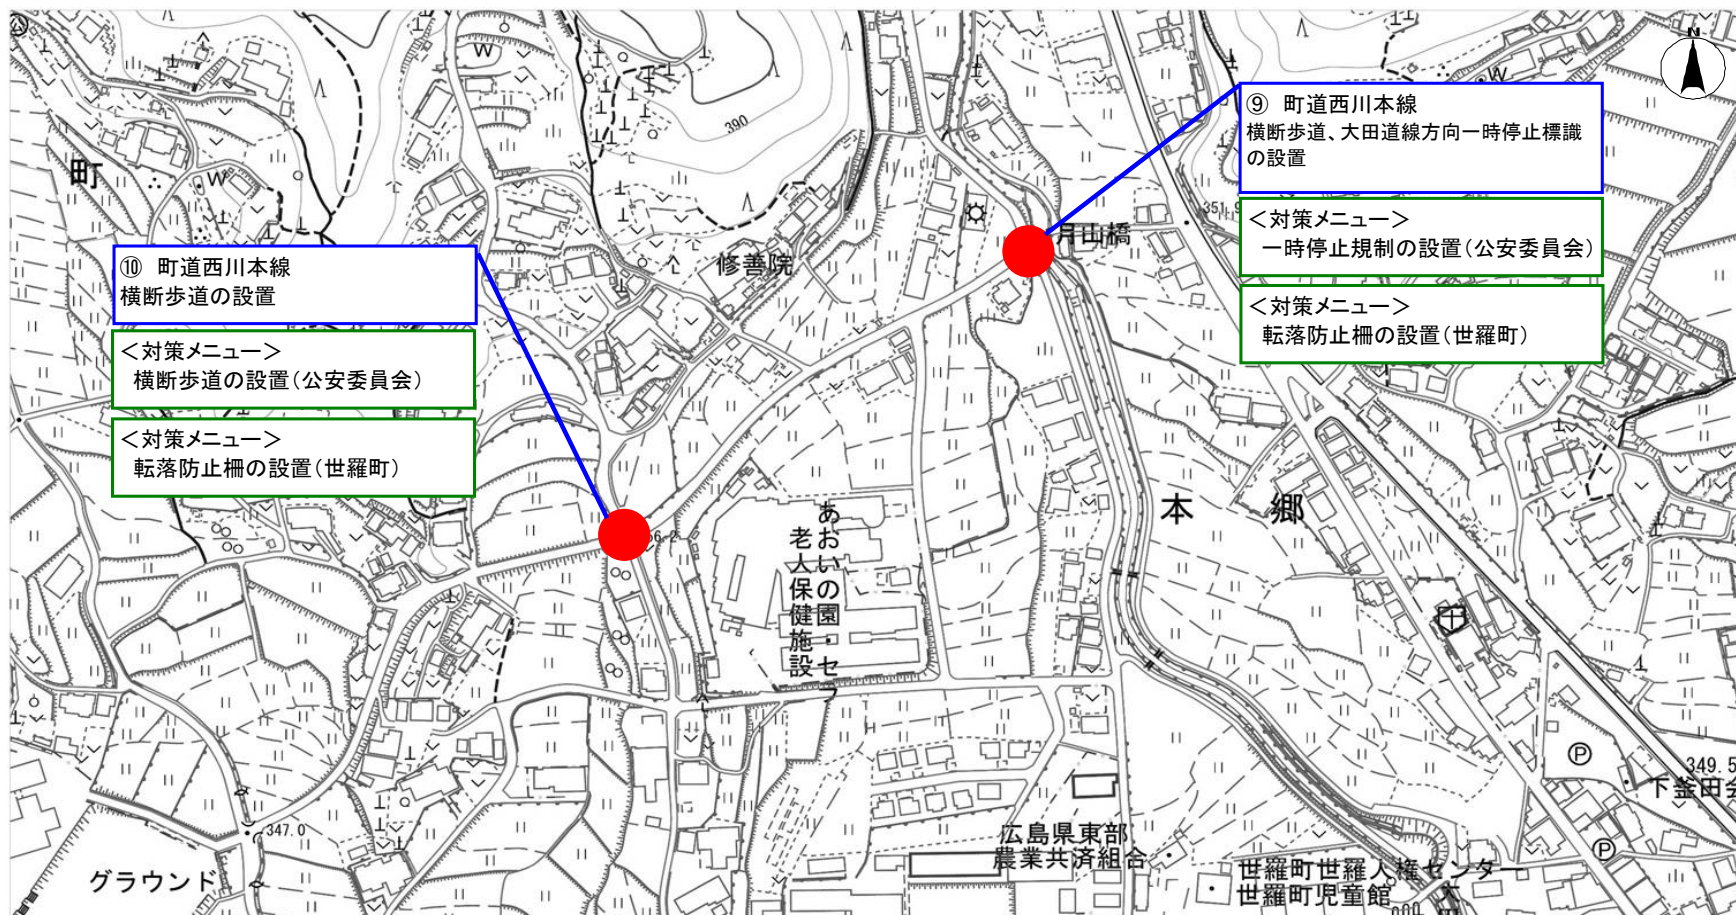 N
⑨ 町道西川本線
横断歩道、大田道線方向一時停止標識
の設置
＜対策メニュー＞
一時停止規制の設置（公安委員会）
＜対策メニュー＞
転落防止柵の設置（世羅町）
⑩ 町道西川本線
横断歩道の設置
＜対策メニュー＞
横断歩道の設置（公安委員会）
＜対策メニュー＞
転落防止柵の設置（世羅町）
町
390
W
W
W
351.9
月山橋
修善院
本郷
あおいの園・セ
老人保健施設
P
349.5
下釜田会
P
347.0
グラウンド
広島県東部
農業共済組合
世羅町世羅人権センター
世羅町児童館